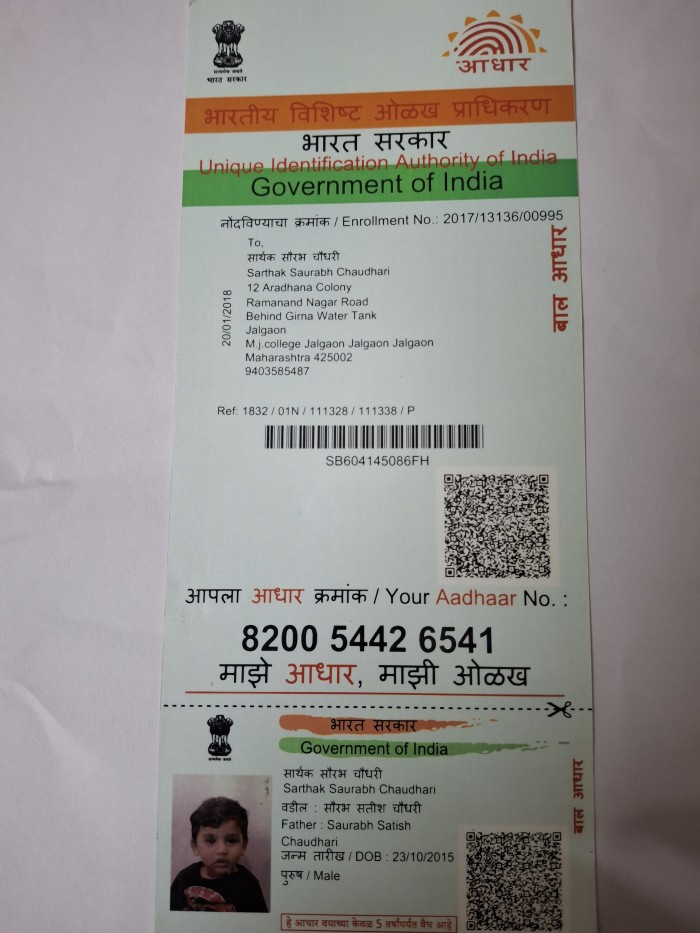 सत्यमेव जयते
भारत सरकार
आधार
भारतीय विशिष्ट ओळख प्राधिकरण
भारत सरकार
Unique Identification Authority of India
Government of India
नोंदविण्याचा क्रमांक / Enrollment No.: 2017/13136/00995
To,
सार्थक सौरभ चौधरी
Sarthak Saurabh Chaudhari
12 Aradhana Colony
Ramanand Nagar Road
Behind Girna Water Tank
Jalgaon
M.j.college Jalgaon Jalgaon Jalgaon
Maharashtra 425002
9403585487
20/01/2018
बाल आधार
Ref: 1832 / 01N / 111328 / 111338 / P
SB604145086FH
आपला आधार क्रमांक / Your Aadhaar No. :
8200 5442 6541
माझे आधार, माझी ओळख
भारत सरकार
Government of India
सार्थक सौरभ चौधरी
Sarthak Saurabh Chaudhari
वडील : सौरभ सतीश चौधरी
Father : Saurabh Satish
Chaudhari
जन्म तारीख / DOB : 23/10/2015
पुरुष / Male
बाल आधार
हे आधार वयाच्या केवळ 5 वर्षांपर्यंत वैध आहे